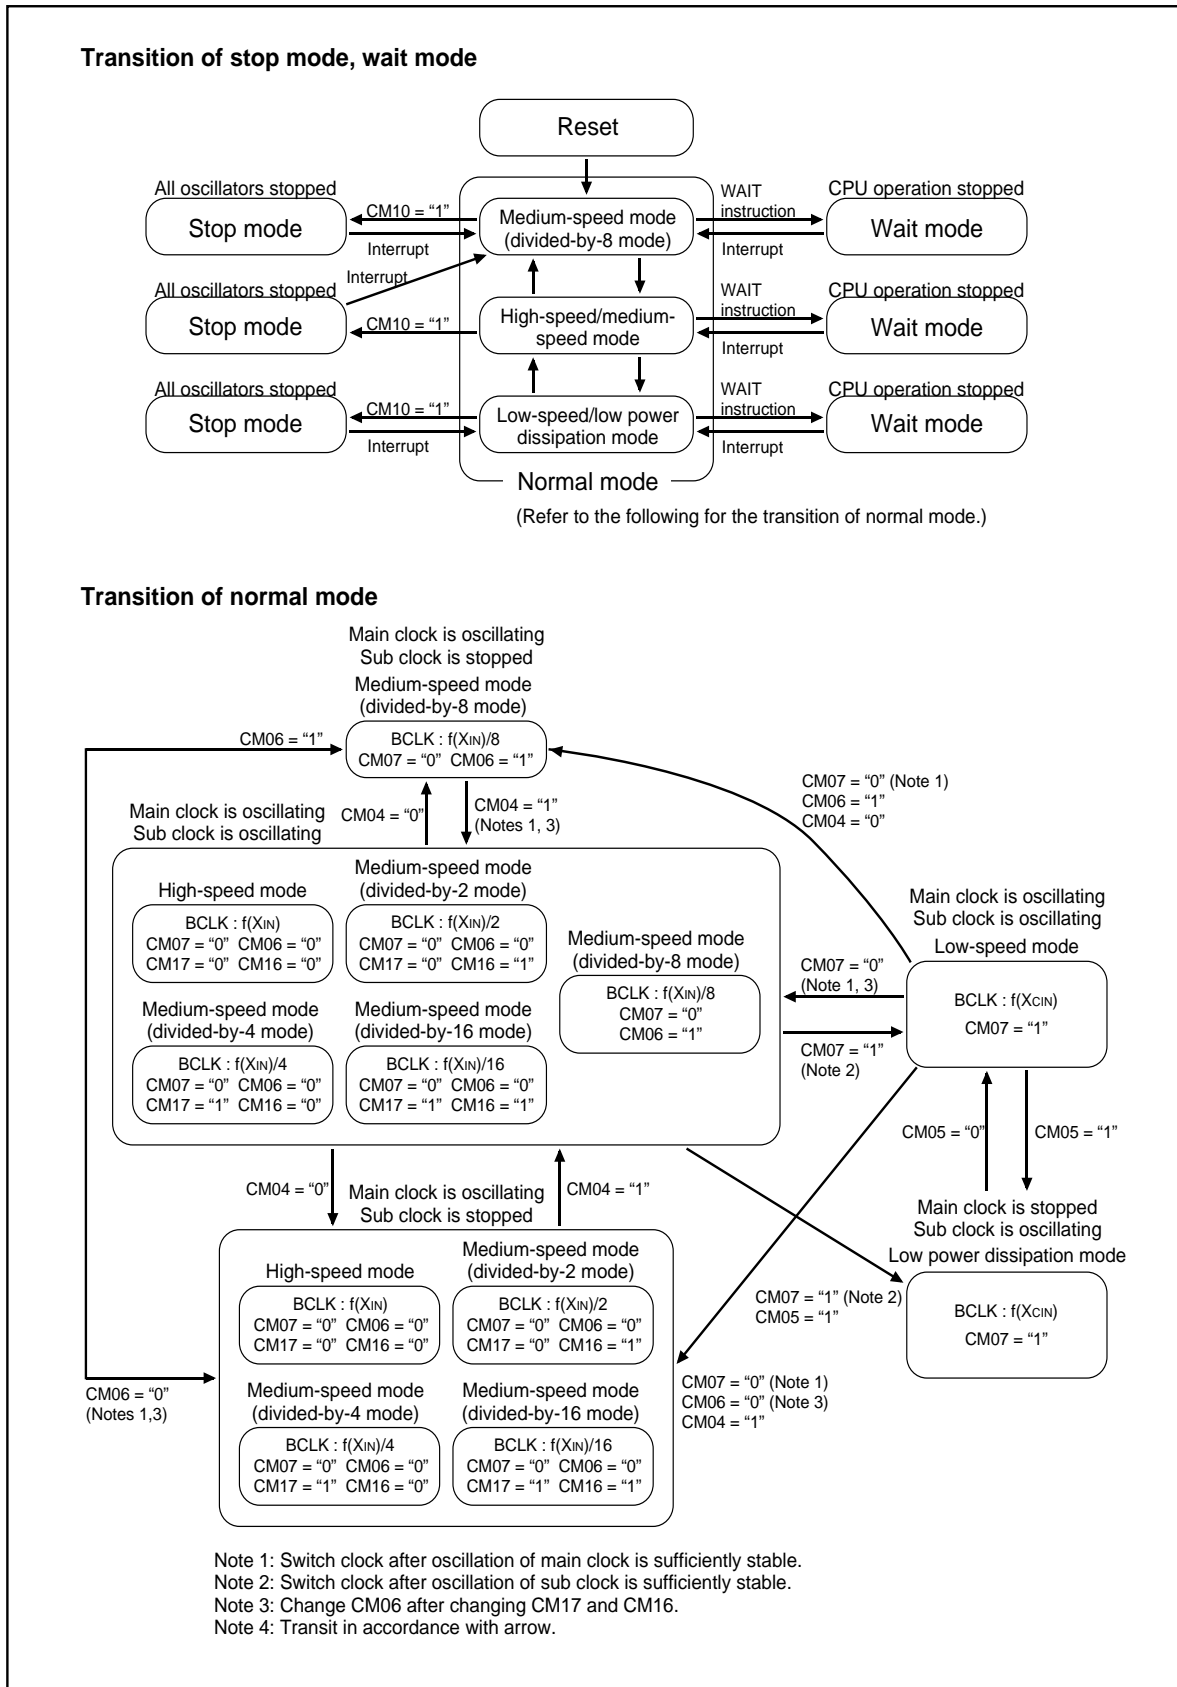 Transition of stop mode, wait mode
Reset
All oscillators stopped
Stop mode
CM10 = “1”
Interrupt
Medium-speed mode
(divided-by-8 mode)
WAIT
instruction
Interrupt
CPU operation stopped
Wait mode
Interrupt
All oscillators stopped
Stop mode
CM10 = “1”
High-speed/medium-
speed mode
WAIT
instruction
Interrupt
CPU operation stopped
Wait mode
All oscillators stopped
Stop mode
CM10 = “1”
Interrupt
Low-speed/low power
dissipation mode
WAIT
instruction
Interrupt
CPU operation stopped
Wait mode
Normal mode
(Refer to the following for the transition of normal mode.)
Transition of normal mode
Main clock is oscillating
Sub clock is stopped
Medium-speed mode
(divided-by-8 mode)
BCLK : f(XIN)/8
CM07 = “0” CM06 = “1”
CM06 = “1”
CM04 = “0”
CM04 = “1”
(Notes 1, 3)
CM07 = “0” (Note 1)
CM06 = “1”
CM04 = “0”
Main clock is oscillating
Sub clock is oscillating
High-speed mode
BCLK : f(XIN)
CM07 = “0” CM06 = “0”
CM17 = “0” CM16 = “0”
Medium-speed mode
(divided-by-2 mode)
BCLK : f(XIN)/2
CM07 = “0” CM06 = “0”
CM17 = “0” CM16 = “1”
Medium-speed mode
(divided-by-8 mode)
BCLK : f(XIN)/8
CM07 = “0”
CM06 = “1”
Medium-speed mode
(divided-by-4 mode)
BCLK : f(XIN)/4
CM07 = “0” CM06 = “0”
CM17 = “1” CM16 = “0”
Medium-speed mode
(divided-by-16 mode)
BCLK : f(XIN)/16
CM07 = “0” CM06 = “0”
CM17 = “1” CM16 = “1”
CM07 = “0”
(Note 1, 3)
CM07 = “1”
(Note 2)
Main clock is oscillating
Sub clock is oscillating
Low-speed mode
BCLK : f(XCIN)
CM07 = “1”
CM05 = “0”
CM05 = “1”
Main clock is stopped
Sub clock is oscillating
Low power dissipation mode
BCLK : f(XCIN)
CM07 = “1”
CM07 = “1” (Note 2)
CM05 = “1”
CM04 = “0”
Main clock is oscillating
Sub clock is stopped
CM04 = “1”
High-speed mode
BCLK : f(XIN)
CM07 = “0” CM06 = “0”
CM17 = “0” CM16 = “0”
Medium-speed mode
(divided-by-2 mode)
BCLK : f(XIN)/2
CM07 = “0” CM06 = “0”
CM17 = “0” CM16 = “1”
Medium-speed mode
(divided-by-4 mode)
BCLK : f(XIN)/4
CM07 = “0” CM06 = “0”
CM17 = “1” CM16 = “0”
Medium-speed mode
(divided-by-16 mode)
BCLK : f(XIN)/16
CM07 = “0” CM06 = “0”
CM17 = “1” CM16 = “1”
CM06 = “0”
(Notes 1,3)
CM07 = “0” (Note 1)
CM06 = “0” (Note 3)
CM04 = “1”
Note 1: Switch clock after oscillation of main clock is sufficiently stable.
Note 2: Switch clock after oscillation of sub clock is sufficiently stable.
Note 3: Change CM06 after changing CM17 and CM16.
Note 4: Transit in accordance with arrow.